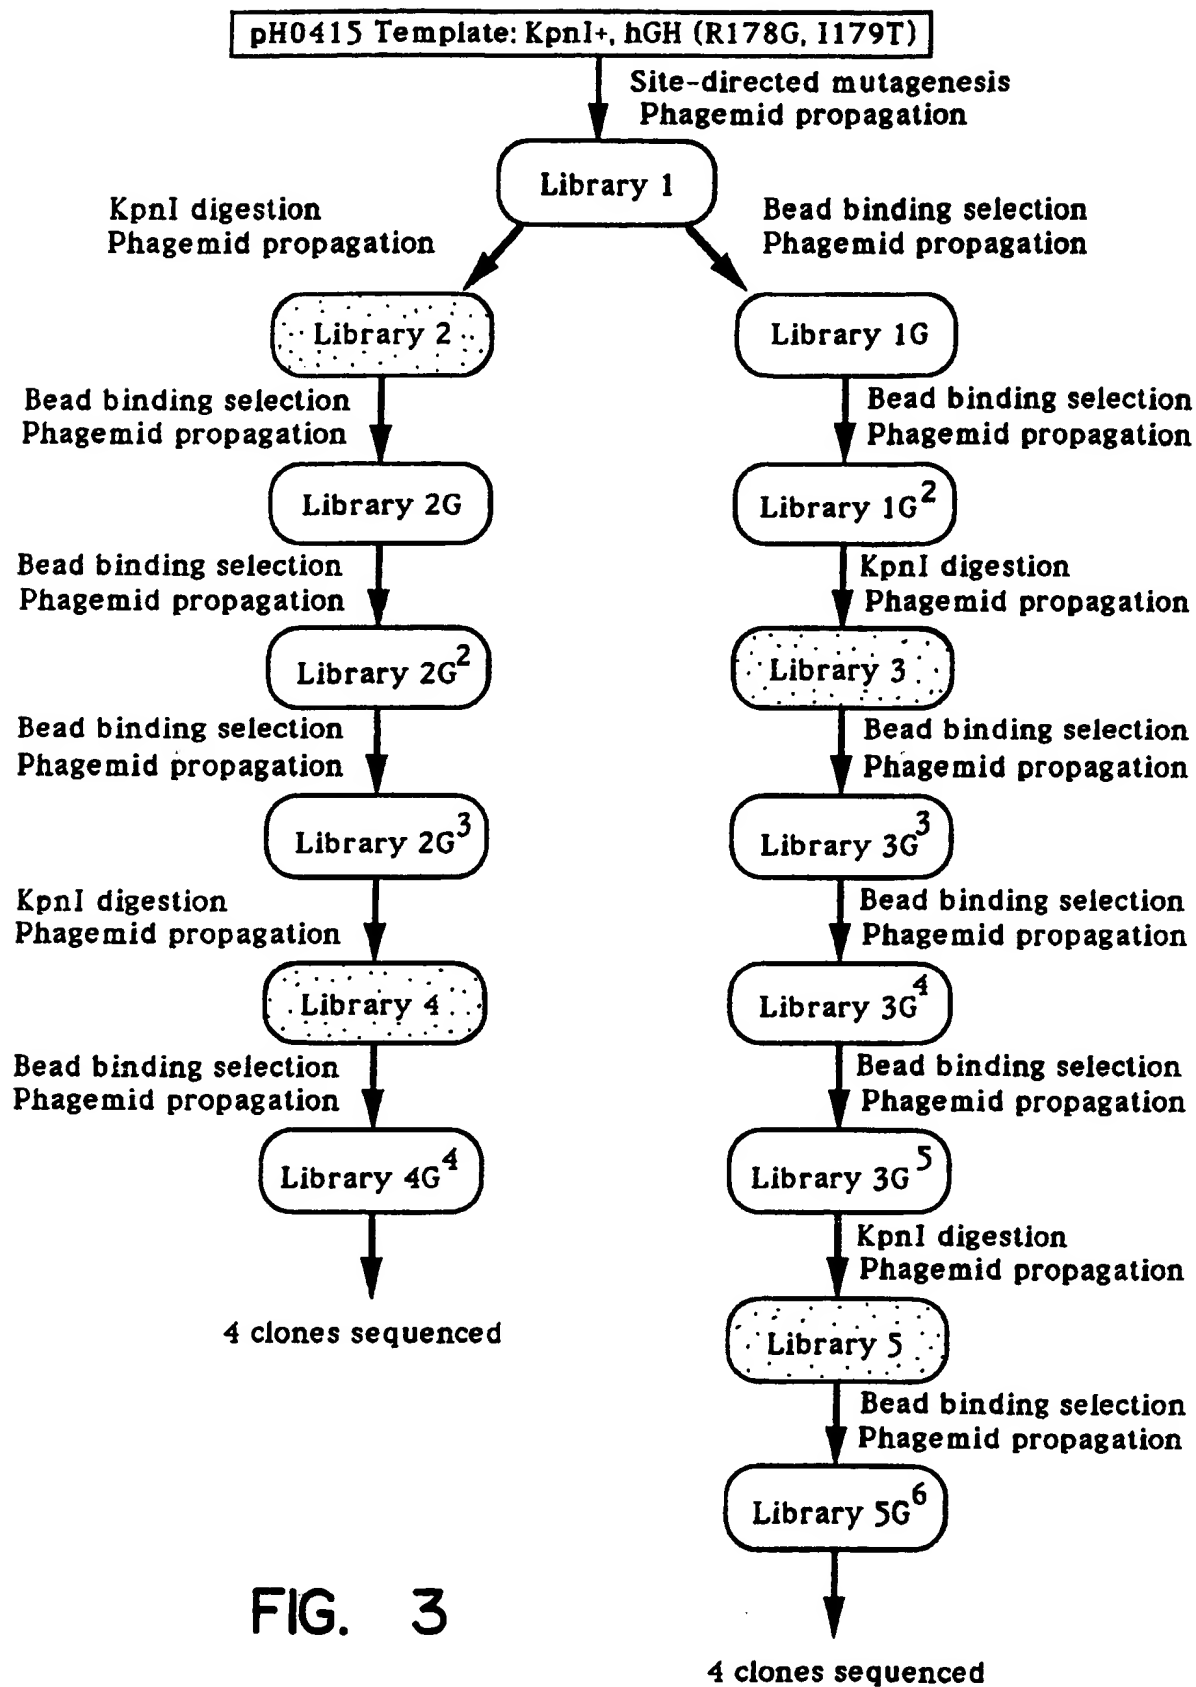 pH0415 Template: KpnI+, hGH (R178G, I179T)
Site-directed mutagenesis
Phagemid propagation
Library 1
KpnI digestion
Phagemid propagation
Bead binding selection
Phagemid propagation
Library 2
Library 1G
Bead binding selection
Phagemid propagation
Bead binding selection
Phagemid propagation
Library 2G
Library 1G²
Bead binding selection
Phagemid propagation
KpnI digestion
Phagemid propagation
Library 2G²
Library 3
Bead binding selection
Phagemid propagation
Bead binding selection
Phagemid propagation
Library 2G³
Library 3G³
KpnI digestion
Phagemid propagation
Bead binding selection
Phagemid propagation
Library 4
Library 3G⁴
Bead binding selection
Phagemid propagation
Bead binding selection
Phagemid propagation
Library 4G⁴
Library 3G⁵
KpnI digestion
Phagemid propagation
4 clones sequenced
Library 5
Bead binding selection
Phagemid propagation
Library 5G⁶
FIG. 3
4 clones sequenced